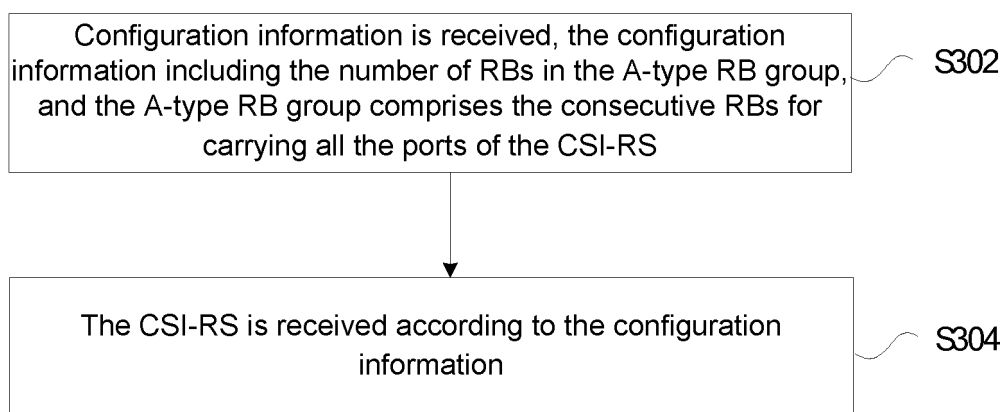 Configuration information is received, the configuration
information including the number of RBs in the A-type RB group,
and the A-type RB group comprises the consecutive RBs for
carrying all the ports of the CSI-RS
S302
The CSI-RS is received according to the configuration
information
S304